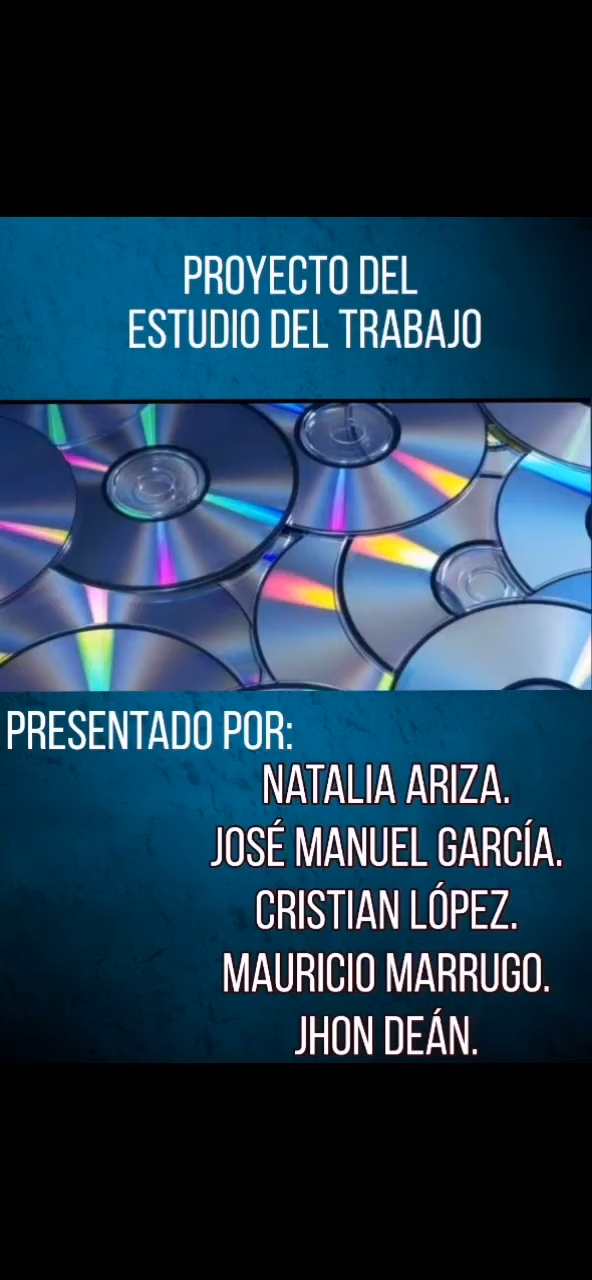 PROYECTO DEL
ESTUDIO DEL TRABAJO
PRESENTADO POR:
NATALIA ARIZA.
JOSÉ MANUEL GARCÍA.
CRISTIAN LÓPEZ.
MAURICIO MARRUGO.
JHON DEÁN.